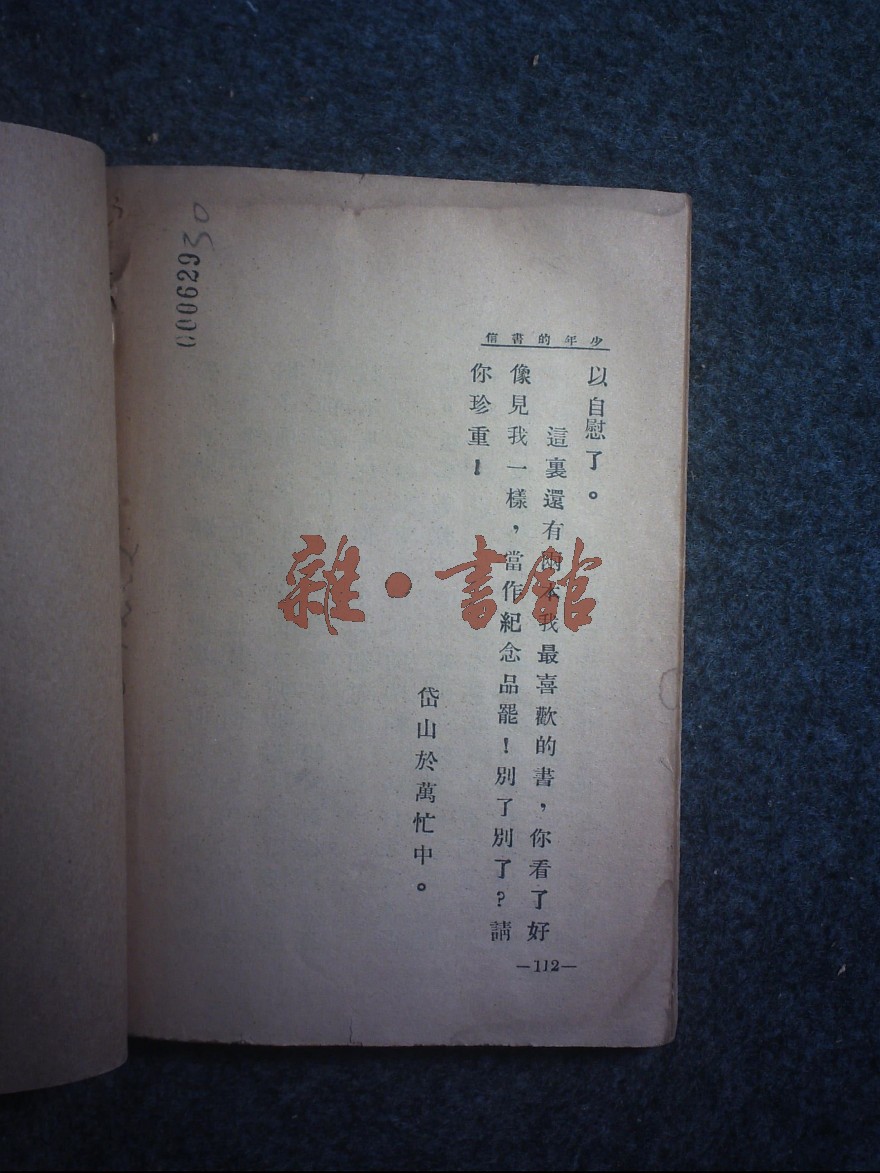 少年的書信
以自慰了。
這裏還有兩本我最喜歡的書，你看了好
像見我一樣，當作紀念品罷！別了別了？請
你珍重！
岱山於萬忙中。
—112—
00062930
雜·書館